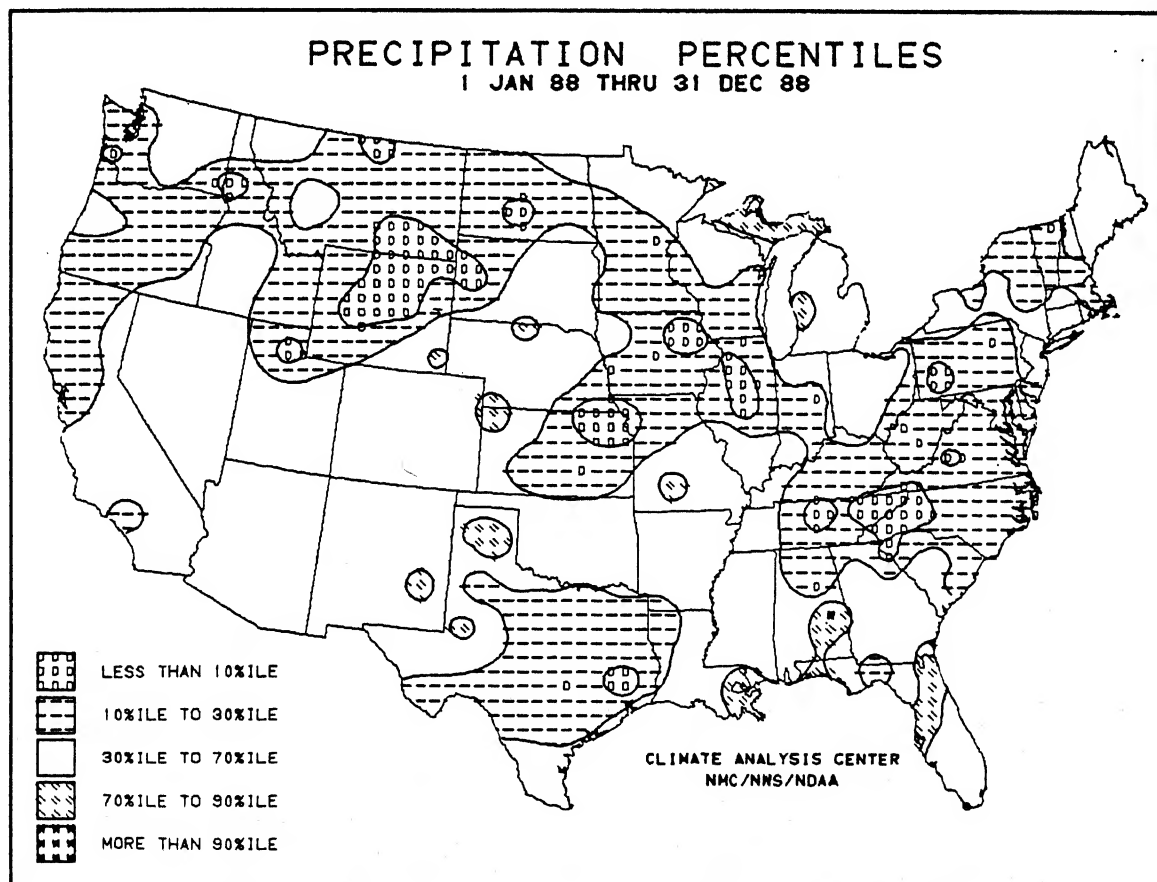 PRECIPITATION PERCENTILES
1 JAN 88 THRU 31 DEC 88
LESS THAN 10%ILE
10%ILE TO 30%ILE
30%ILE TO 70%ILE
70%ILE TO 90%ILE
MORE THAN 90%ILE
CLIMATE ANALYSIS CENTER
NMC/NWS/NOAA